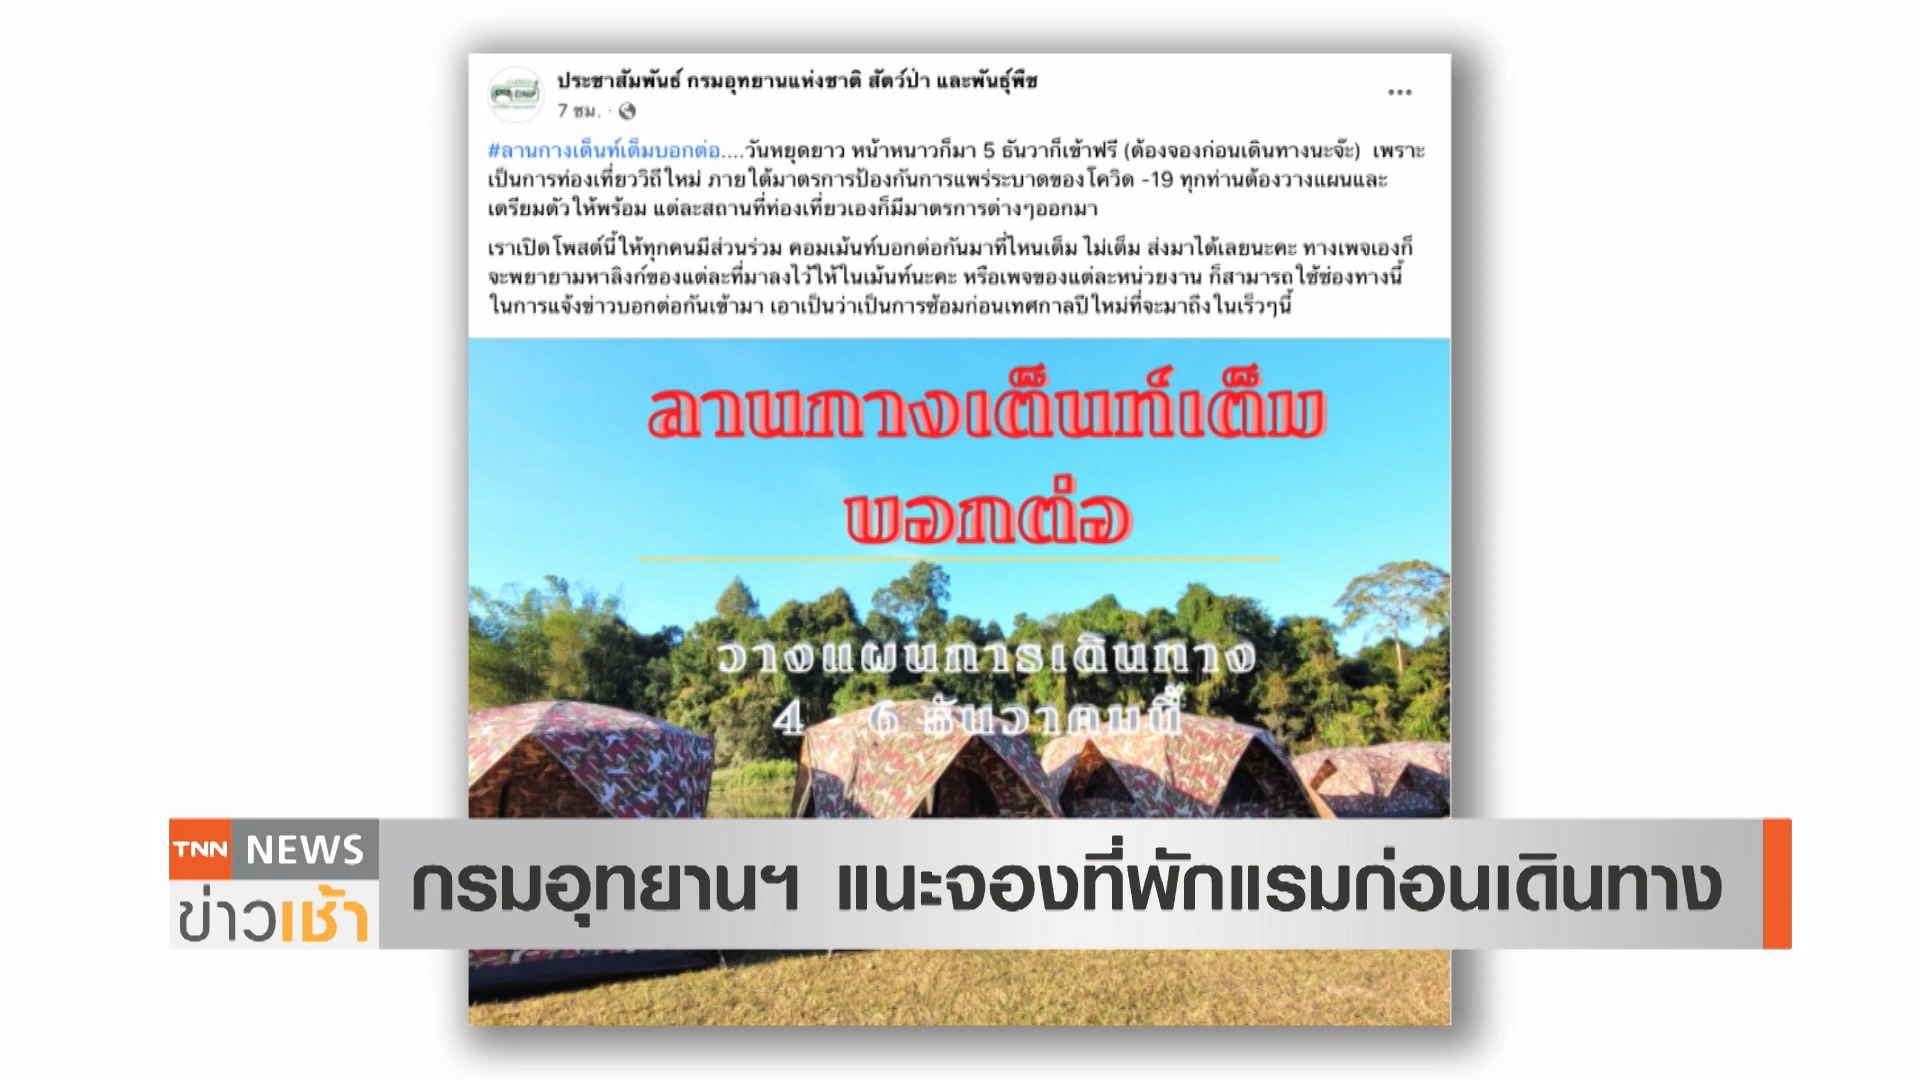 ประชาสัมพันธ์ กรมอุทยานแห่งชาติ สัตว์ป่า และพันธุ์พืช
7 ชม. ·
#ลานกางเต็นท์เต็มบอกต่อ....วันหยุดยาว หน้าหนาวก็มา 5 ธันวาก็เข้าฟรี (ต้องจองก่อนเดินทางนะจ๊ะ) เพราะ
เป็นการท่องเที่ยววิถีใหม่ ภายใต้มาตรการป้องกันการแพร่ระบาดของโควิด -19 ทุกท่านต้องวางแผนและ
เตรียมตัวให้พร้อม แต่ละสถานที่ท่องเที่ยวเองก็มีมาตรการต่างๆออกมา
เราเปิดโพสต์นี้ให้ทุกคนมีส่วนร่วม คอมเม้นท์บอกต่อกันมาที่ไหนเต็ม ไม่เต็ม ส่งมาได้เลยนะคะ ทางเพจเองก็
จะพยายามหาลิงก์ของแต่ละที่มาลงไว้ให้ในเม้นท์นะคะ หรือเพจของแต่ละหน่วยงาน ก็สามารถใช้ช่องทางนี้
ในการแจ้งข่าวบอกต่อกันเข้ามา เอาเป็นว่าเป็นการซ้อมก่อนเทศกาลปีใหม่ที่จะมาถึงในเร็วๆนี้
ลานกางเต็นท์เต็ม
บอกต่อ
วางแผนการเดินทาง
4 - 6 ธันวาคมนี้
TNN NEWS
ข่าวเช้า
กรมอุทยานฯ แนะจองที่พักแรมก่อนเดินทาง